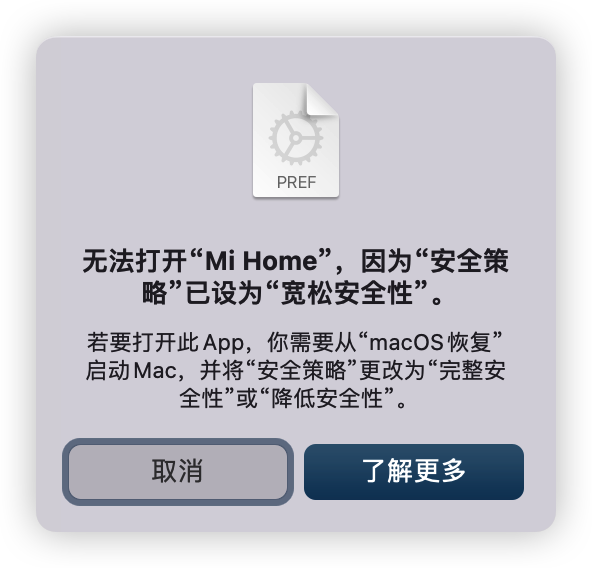 PREF
无法打开“Mi Home”，因为“安全策
略”已设为“宽松安全性”。
若要打开此 App，你需要从“macOS 恢复”
启动 Mac，并将“安全策略”更改为“完整安
全性”或“降低安全性”。
取消
了解更多